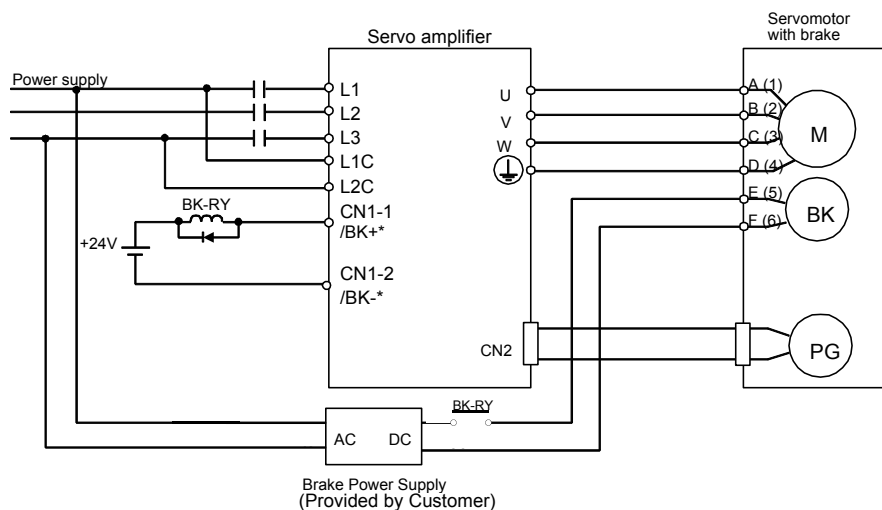 Servo amplifier
Servomotor
with brake
Power supply
L1
L2
L3
L1C
L2C
BK-RY
+24V
CN1-1
/BK+*
CN1-2
/BK-*
U
V
W
CN2
A (1)
B (2)
C (3)
D (4)
E (5)
F (6)
M
BK
PG
BK-RY
AC
DC
Brake Power Supply
(Provided by Customer)